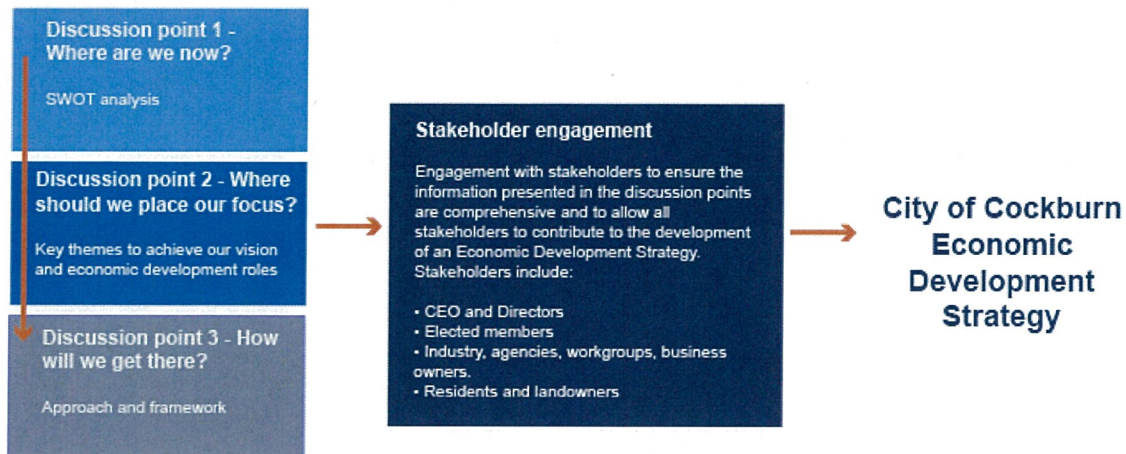 Discussion point 1 -
Where are we now?
SWOT analysis
Discussion point 2 - Where
should we place our focus?
Key themes to achieve our vision
and economic development roles
Discussion point 3 - How
will we get there?
Approach and framework
Stakeholder engagement
Engagement with stakeholders to ensure the
information presented in the discussion points
are comprehensive and to allow all
stakeholders to contribute to the development
of an Economic Development Strategy.
Stakeholders include:
• CEO and Directors
• Elected members
• Industry, agencies, workgroups, business
owners.
• Residents and landowners
City of Cockburn
Economic
Development
Strategy